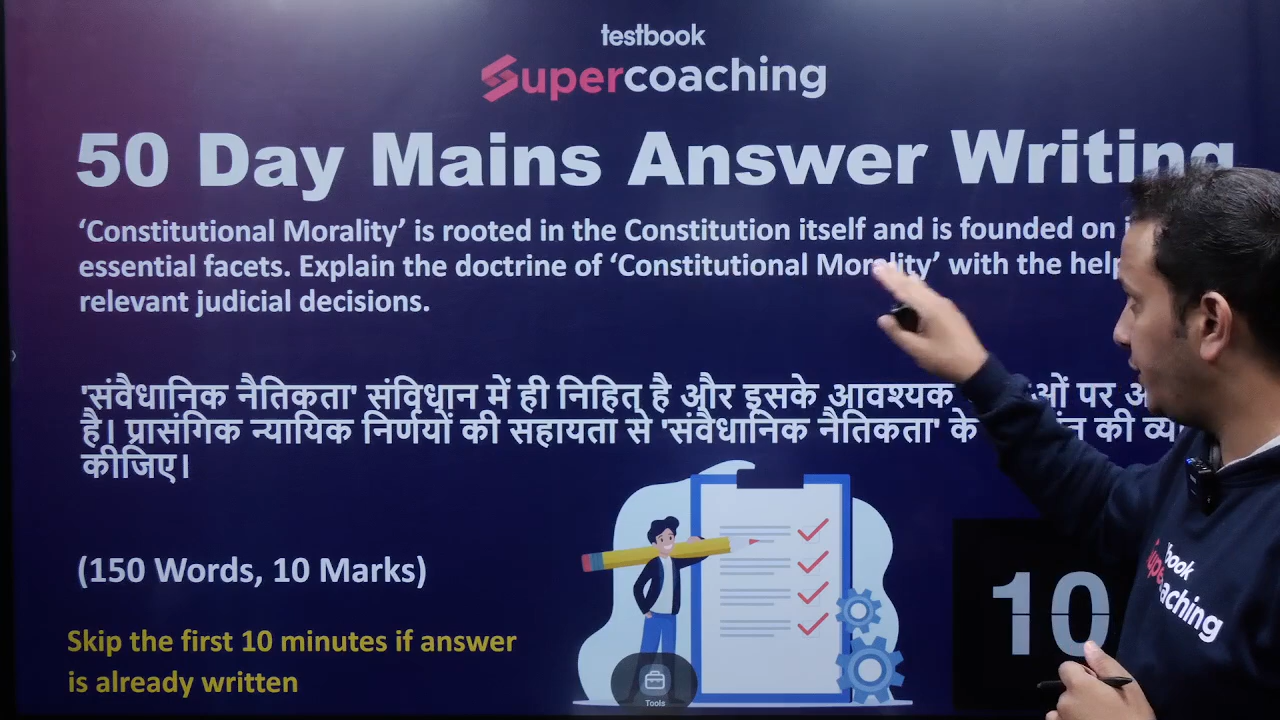 testbook
Supercoaching
50 Day Mains Answer Writing
‘Constitutional Morality’ is rooted in the Constitution itself and is founded on
essential facets. Explain the doctrine of ‘Constitutional Morality’ with the help
relevant judicial decisions.
'संवैधानिक नैतिकता' संविधान में ही निहित है और इसके आवश्यक पर
है। प्रासंगिक न्यायिक निर्णयों की सहायता से 'संवैधानिक नैतिकता' के की
कीजिए।
(150 Words, 10 Marks)
Skip the first 10 minutes if answer
is already written
10
Tools